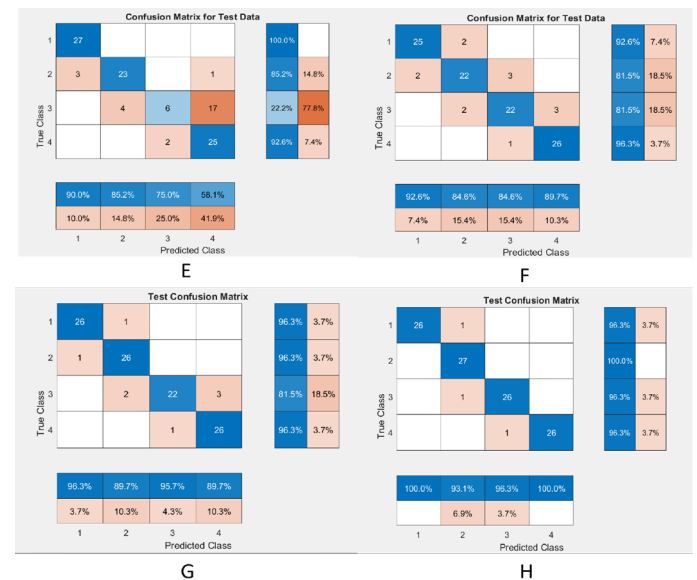 Confusion Matrix for Test Data
1 27 100.0%
2 3 23 1 85.2% 14.8%
3 4 6 17 22.2% 77.8%
4 2 25 92.6% 7.4%
True Class
90.0% 85.2% 75.0% 58.1%
10.0% 14.8% 25.0% 41.9%
1 2 3 4
Predicted Class
E
Confusion Matrix for Test Data
1 25 2 92.6% 7.4%
2 2 22 3 81.5% 18.5%
3 2 22 3 81.5% 18.5%
4 1 26 96.3% 3.7%
True Class
92.6% 84.6% 84.6% 89.7%
7.4% 15.4% 15.4% 10.3%
1 2 3 4
Predicted Class
F
Test Confusion Matrix
1 26 1 96.3% 3.7%
2 1 26 96.3% 3.7%
3 2 22 3 81.5% 18.5%
4 1 26 96.3% 3.7%
True Class
96.3% 89.7% 95.7% 89.7%
3.7% 10.3% 4.3% 10.3%
1 2 3 4
Predicted Class
G
Test Confusion Matrix
1 26 1 96.3% 3.7%
2 27 100.0%
3 1 26 96.3% 3.7%
4 1 26 96.3% 3.7%
True Class
100.0% 93.1% 96.3% 100.0%
6.9% 3.7%
1 2 3 4
Predicted Class
H